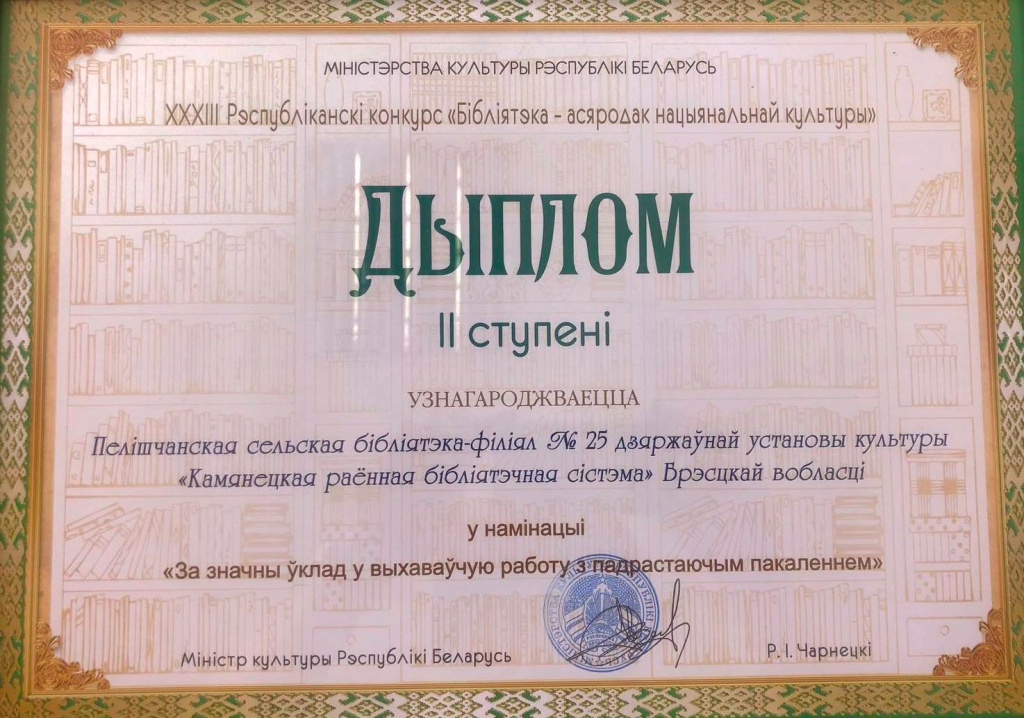 МІНІСТЭРСТВА КУЛЬТУРЫ РЭСПУБЛІКІ БЕЛАРУСЬ
XXXIII Рэспубліканскі конкурс «Бібліятэка - асяродак нацыянальнай культуры»
Дыплом
II ступені
УЗНАГАРОДЖВАЕЦЦА
Пелішчанская сельская бібліятэка-філіял № 25 дзяржаўнай установы культуры
«Камянецкая раённая бібліятэчная сістэма» Брэсцкай вобласці
у намінацыі
«За значны ўклад у выхаваўчую работу з падрастаючым пакаленнем»
Міністр культуры Рэспублікі Беларусь
Р. І. Чарнецкі